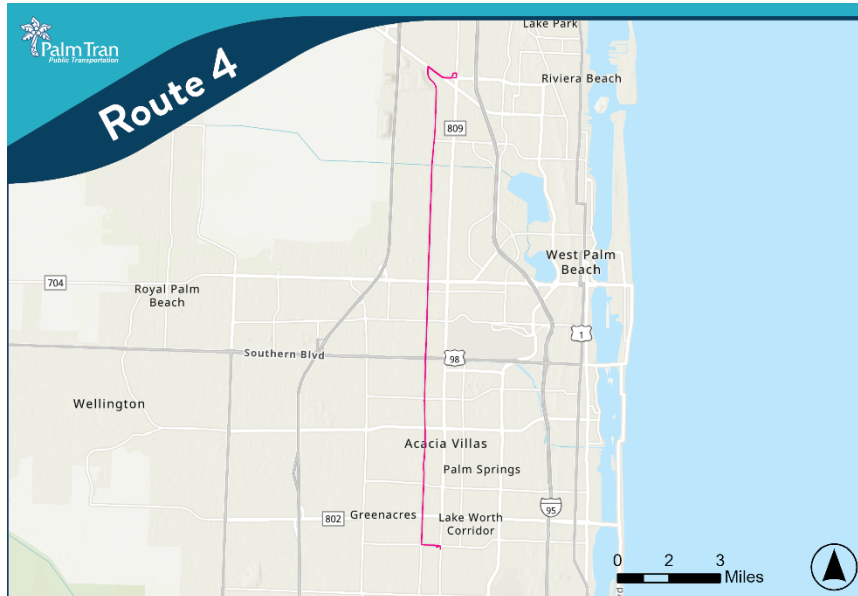 Palm Tran
Public Transportation
Route 4
Lake Park
Riviera Beach
809
West Palm
Beach
704
Royal Palm
Beach
1
Southern Blvd
98
Wellington
Acacia Villas
Palm Springs
95
802
Greenacres
Lake Worth
Corridor
0 2 3
Miles